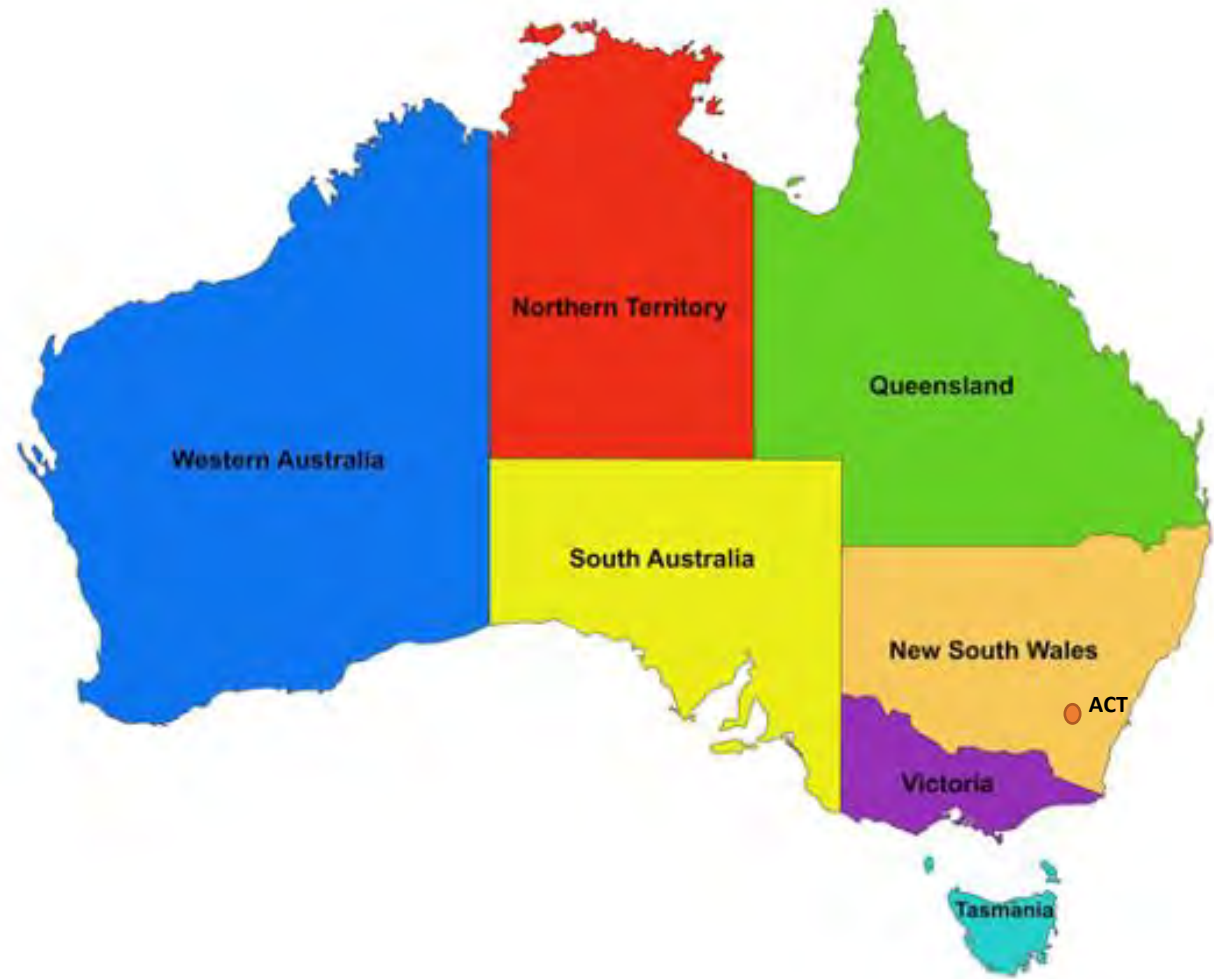 Northern Territory
Queensland
Western Australia
South Australia
New South Wales
ACT
Victoria
Tasmania